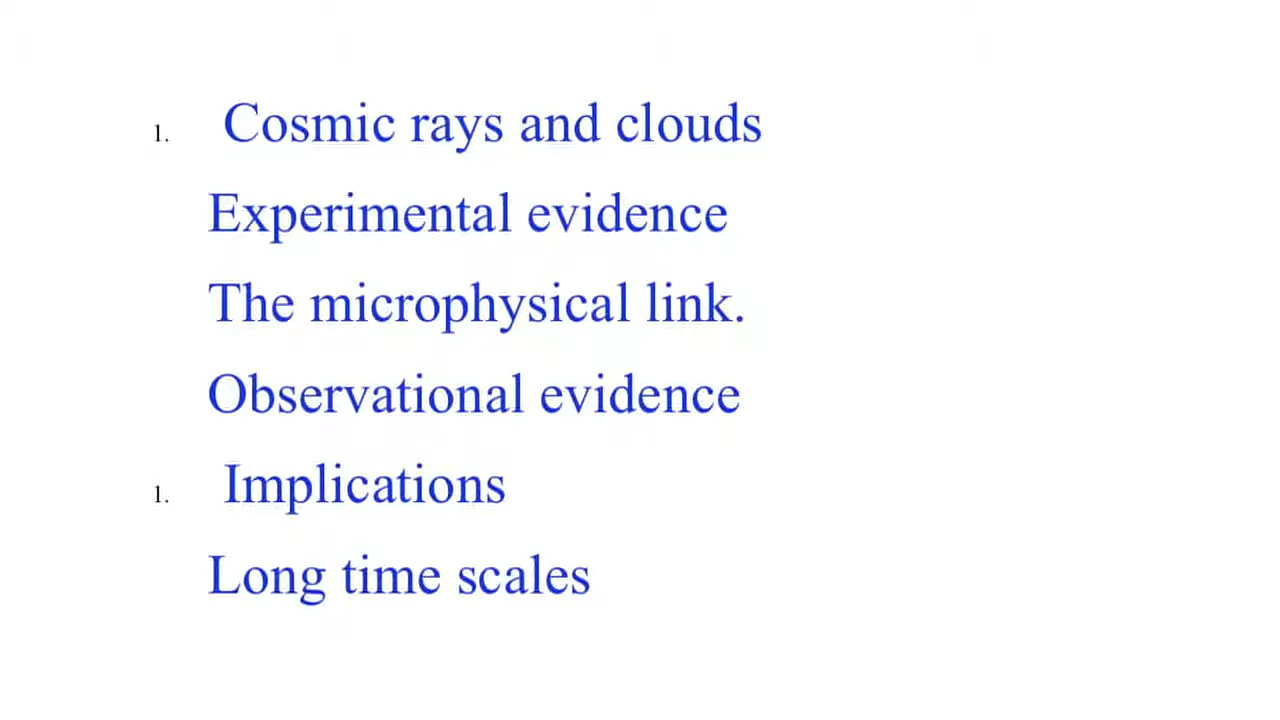 1. Cosmic rays and clouds
Experimental evidence
The microphysical link.
Observational evidence
1. Implications
Long time scales